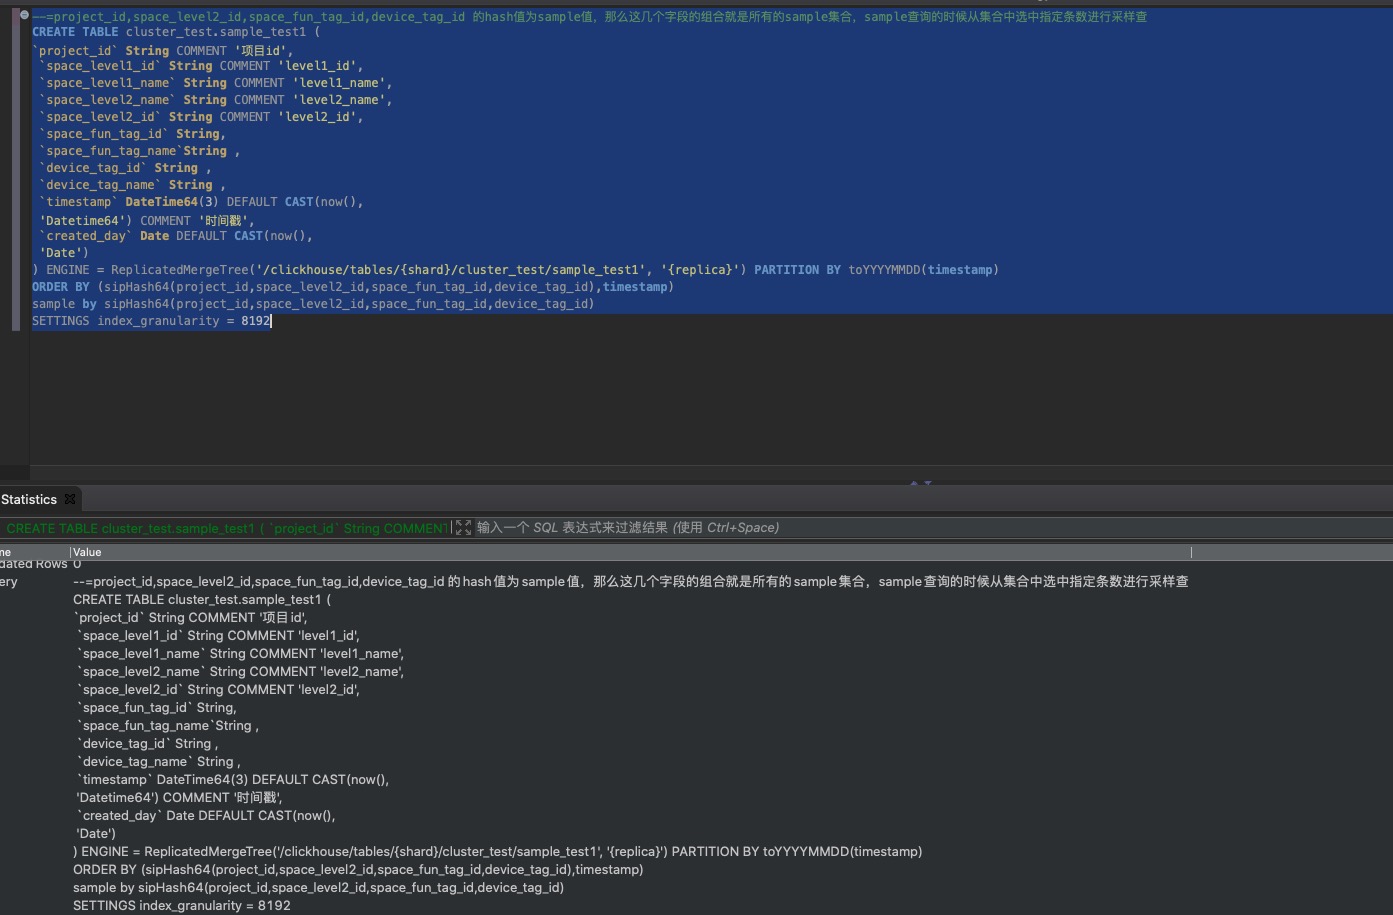 --=project_id,space_level2_id,space_fun_tag_id,device_tag_id 的hash值为sample值，那么这几个字段的组合就是所有的sample集合，sample查询的时候从集合中选中指定条数进行采样查
CREATE TABLE cluster_test.sample_test1 (
`project_id` String COMMENT '项目id',
`space_level1_id` String COMMENT 'level1_id',
`space_level1_name` String COMMENT 'level1_name',
`space_level2_name` String COMMENT 'level2_name',
`space_level2_id` String COMMENT 'level2_id',
`space_fun_tag_id` String,
`space_fun_tag_name`String ,
`device_tag_id` String ,
`device_tag_name` String ,
`timestamp` DateTime64(3) DEFAULT CAST(now(),
'Datetime64') COMMENT '时间戳',
`created_day` Date DEFAULT CAST(now(),
'Date')
) ENGINE = ReplicatedMergeTree('/clickhouse/tables/{shard}/cluster_test/sample_test1', '{replica}') PARTITION BY toYYYYMMDD(timestamp)
ORDER BY (sipHash64(project_id,space_level2_id,space_fun_tag_id,device_tag_id),timestamp)
sample by sipHash64(project_id,space_level2_id,space_fun_tag_id,device_tag_id)
SETTINGS index_granularity = 8192
Statistics
CREATE TABLE cluster_test.sample_test1 ( `project_id` String COMMENT 输入一个 SQL 表达式来过滤结果 (使用 Ctrl+Space)
me Value
dated Rows 0
ery --=project_id,space_level2_id,space_fun_tag_id,device_tag_id 的hash值为sample值，那么这几个字段的组合就是所有的sample集合，sample查询的时候从集合中选中指定条数进行采样查
CREATE TABLE cluster_test.sample_test1 (
`project_id` String COMMENT '项目id',
`space_level1_id` String COMMENT 'level1_id',
`space_level1_name` String COMMENT 'level1_name',
`space_level2_name` String COMMENT 'level2_name',
`space_level2_id` String COMMENT 'level2_id',
`space_fun_tag_id` String,
`space_fun_tag_name`String ,
`device_tag_id` String ,
`device_tag_name` String ,
`timestamp` DateTime64(3) DEFAULT CAST(now(),
'Datetime64') COMMENT '时间戳',
`created_day` Date DEFAULT CAST(now(),
'Date')
) ENGINE = ReplicatedMergeTree('/clickhouse/tables/{shard}/cluster_test/sample_test1', '{replica}') PARTITION BY toYYYYMMDD(timestamp)
ORDER BY (sipHash64(project_id,space_level2_id,space_fun_tag_id,device_tag_id),timestamp)
sample by sipHash64(project_id,space_level2_id,space_fun_tag_id,device_tag_id)
SETTINGS index_granularity = 8192